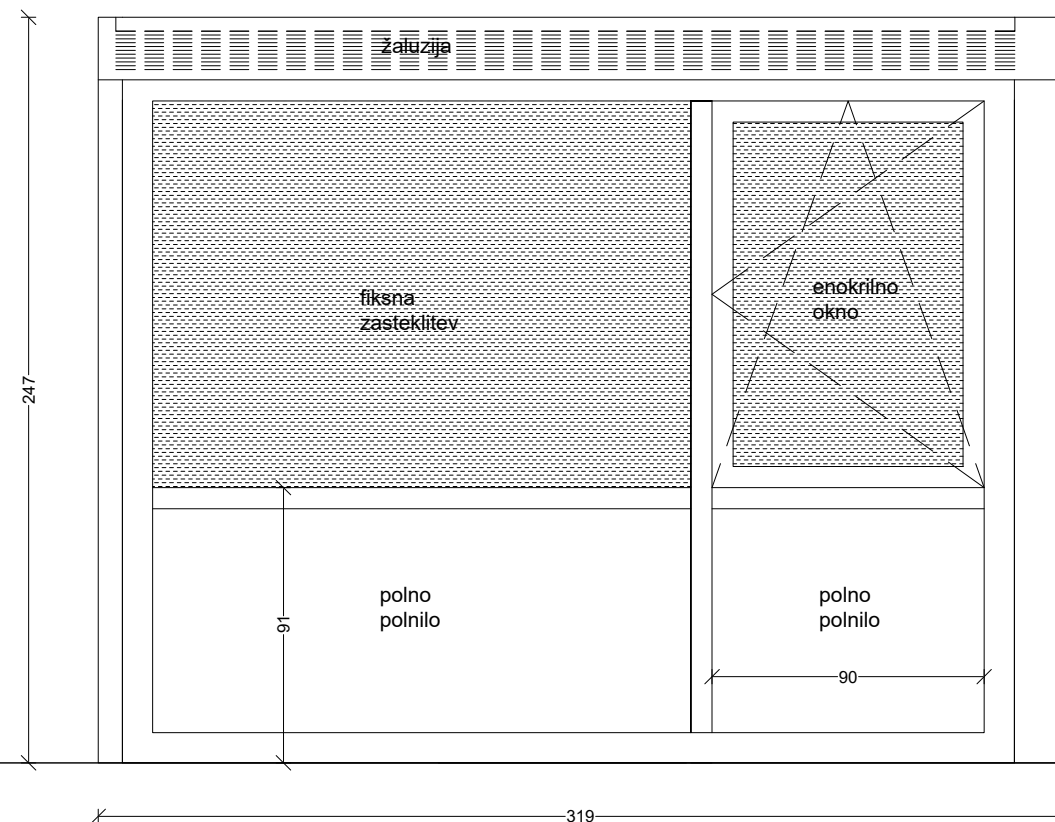 žaluzija
fiksna
zasteklitev
enokrilno
okno
247
polno
polnilo
polno
polnilo
91
90
319